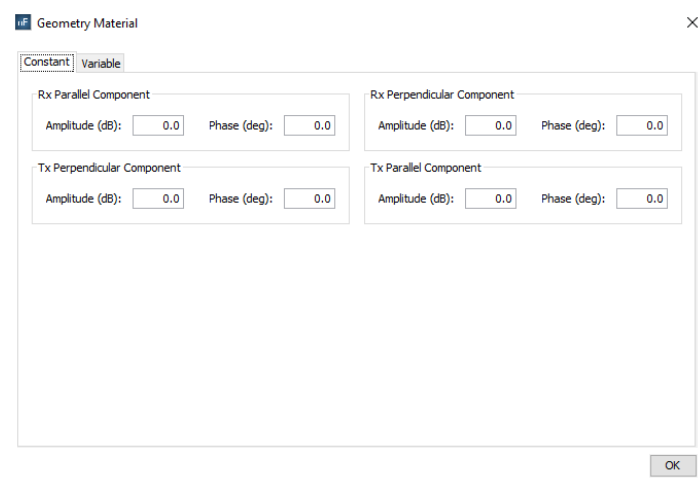 nF Geometry Material
Constant Variable
Rx Parallel Component Rx Perpendicular Component
Amplitude (dB): 0.0 Phase (deg): 0.0 Amplitude (dB): 0.0 Phase (deg): 0.0
Tx Perpendicular Component Tx Parallel Component
Amplitude (dB): 0.0 Phase (deg): 0.0 Amplitude (dB): 0.0 Phase (deg): 0.0
OK